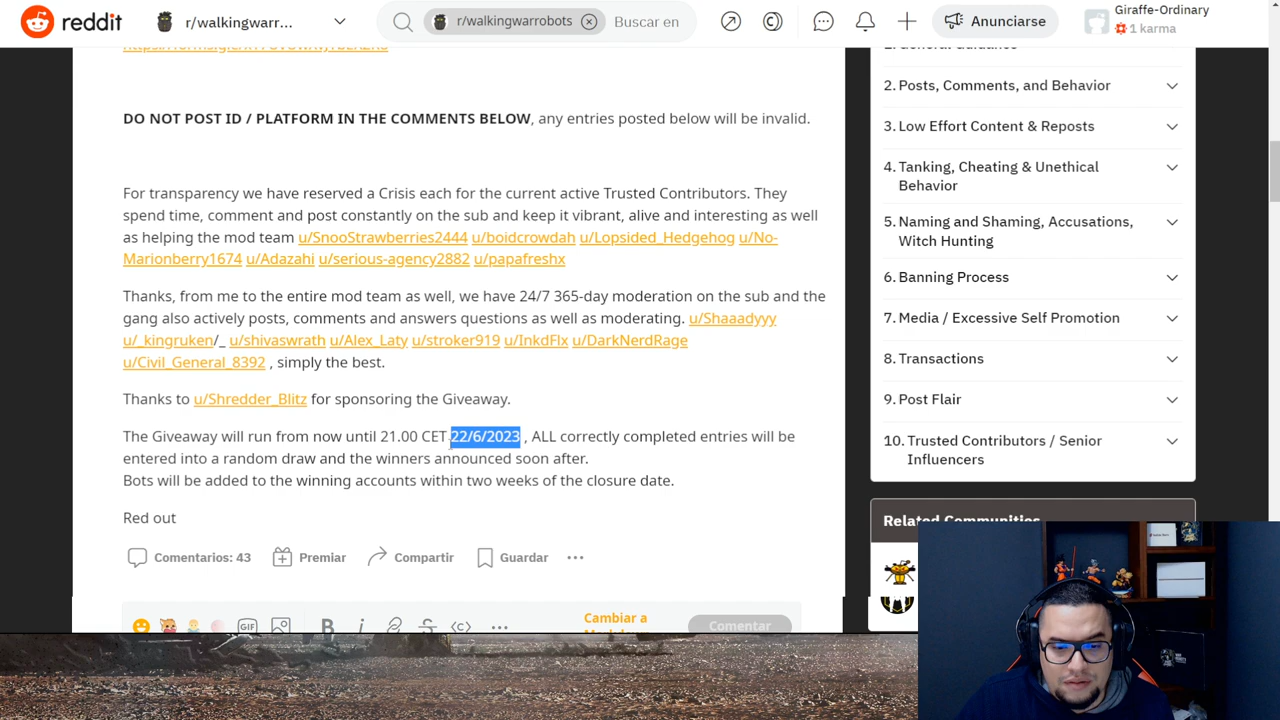 reddit
r/walkingwarr...
r/walkingwarrobots
Buscar en
Anunciarse
Giraffe-Ordinary
1 karma
DO NOT POST ID / PLATFORM IN THE COMMENTS BELOW, any entries posted below will be invalid.
For transparency we have reserved a Crisis each for the current active Trusted Contributors. They
spend time, comment and post constantly on the sub and keep it vibrant, alive and interesting as well
as helping the mod team u/SnooStrawberries2444 u/boidcrowdah u/Lopsided_Hedgehog u/No-
Marionberry1674 u/Adazahi u/serious-agency2882 u/papafreshx
Thanks, from me to the entire mod team as well, we have 24/7 365-day moderation on the sub and the
gang also actively posts, comments and answers questions as well as moderating. u/Shaaadyyy
u/_kingruken/_ u/shivaswrath u/Alex_Laty u/stroker919 u/InkdFlx u/DarkNerdRage
u/Civil_General_8392 , simply the best.
Thanks to u/Shredder_Blitz for sponsoring the Giveaway.
The Giveaway will run from now until 21.00 CET 22/6/2023 , ALL correctly completed entries will be
entered into a random draw and the winners announced soon after.
Bots will be added to the winning accounts within two weeks of the closure date.
Red out
Comentarios: 43
Premiar
Compartir
Guardar
GIF
B
i
S
<c>
Cambiar a
Comentar
1. General Guidance
2. Posts, Comments, and Behavior
3. Low Effort Content & Reposts
4. Tanking, Cheating & Unethical
Behavior
5. Naming and Shaming, Accusations,
Witch Hunting
6. Banning Process
7. Media / Excessive Self Promotion
8. Transactions
9. Post Flair
10. Trusted Contributors / Senior
Influencers
Related Communities